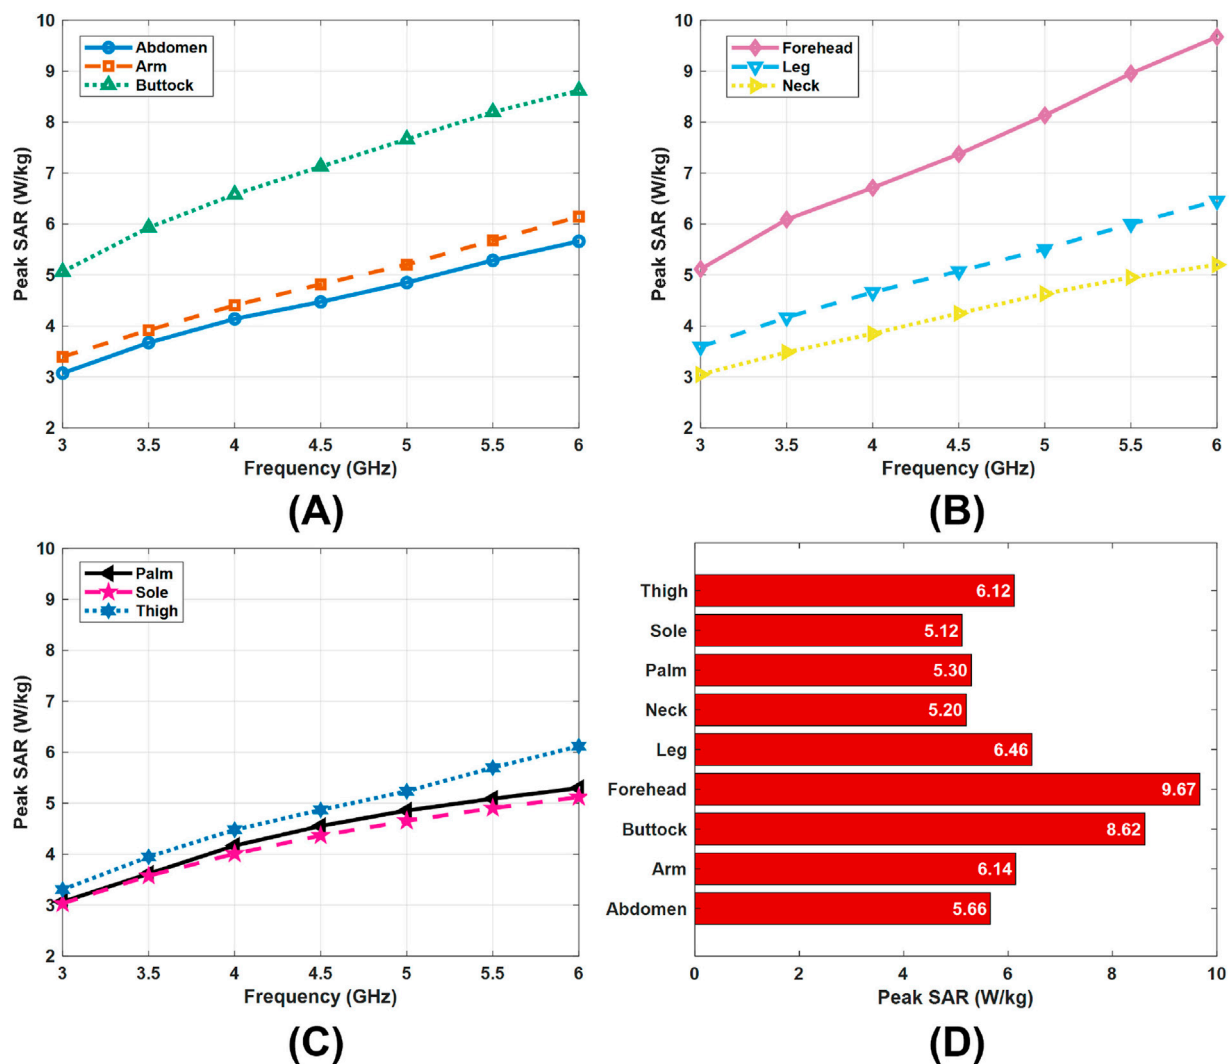 10
9
8
7
6
5
4
3
2
Peak SAR (W/kg)
Abdomen
Arm
Buttock
3 3.5 4 4.5 5 5.5 6
Frequency (GHz)
(A)
10
9
8
7
6
5
4
3
2
Peak SAR (W/kg)
Forehead
Leg
Neck
3 3.5 4 4.5 5 5.5 6
Frequency (GHz)
(B)
10
9
8
7
6
5
4
3
2
Peak SAR (W/kg)
Palm
Sole
Thigh
3 3.5 4 4.5 5 5.5 6
Frequency (GHz)
(C)
Thigh 6.12
Sole 5.12
Palm 5.30
Neck 5.20
Leg 6.46
Forehead 9.67
Buttock 8.62
Arm 6.14
Abdomen 5.66
0 2 4 6 8 10
Peak SAR (W/kg)
(D)